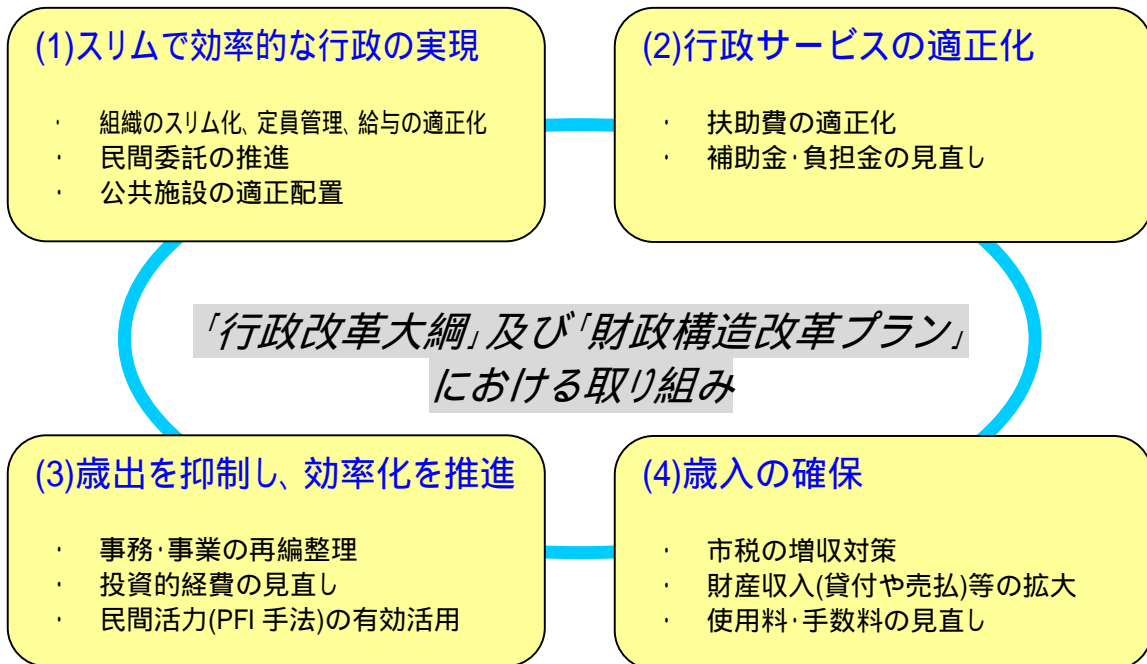 (1)スリムで効率的な行政の実現
・ 組織のスリム化、定員管理、給与の適正化
・ 民間委託の推進
・ 公共施設の適正配置
(2)行政サービスの適正化
・ 扶助費の適正化
・ 補助金・負担金の見直し
「行政改革大綱」及び「財政構造改革プラン」
における取り組み
(3)歳出を抑制し、効率化を推進
・ 事務・事業の再編整理
・ 投資的経費の見直し
・ 民間活力(PFI 手法)の有効活用
(4)歳入の確保
・ 市税の増収対策
・ 財産収入(貸付や売払)等の拡大
・ 使用料・手数料の見直し